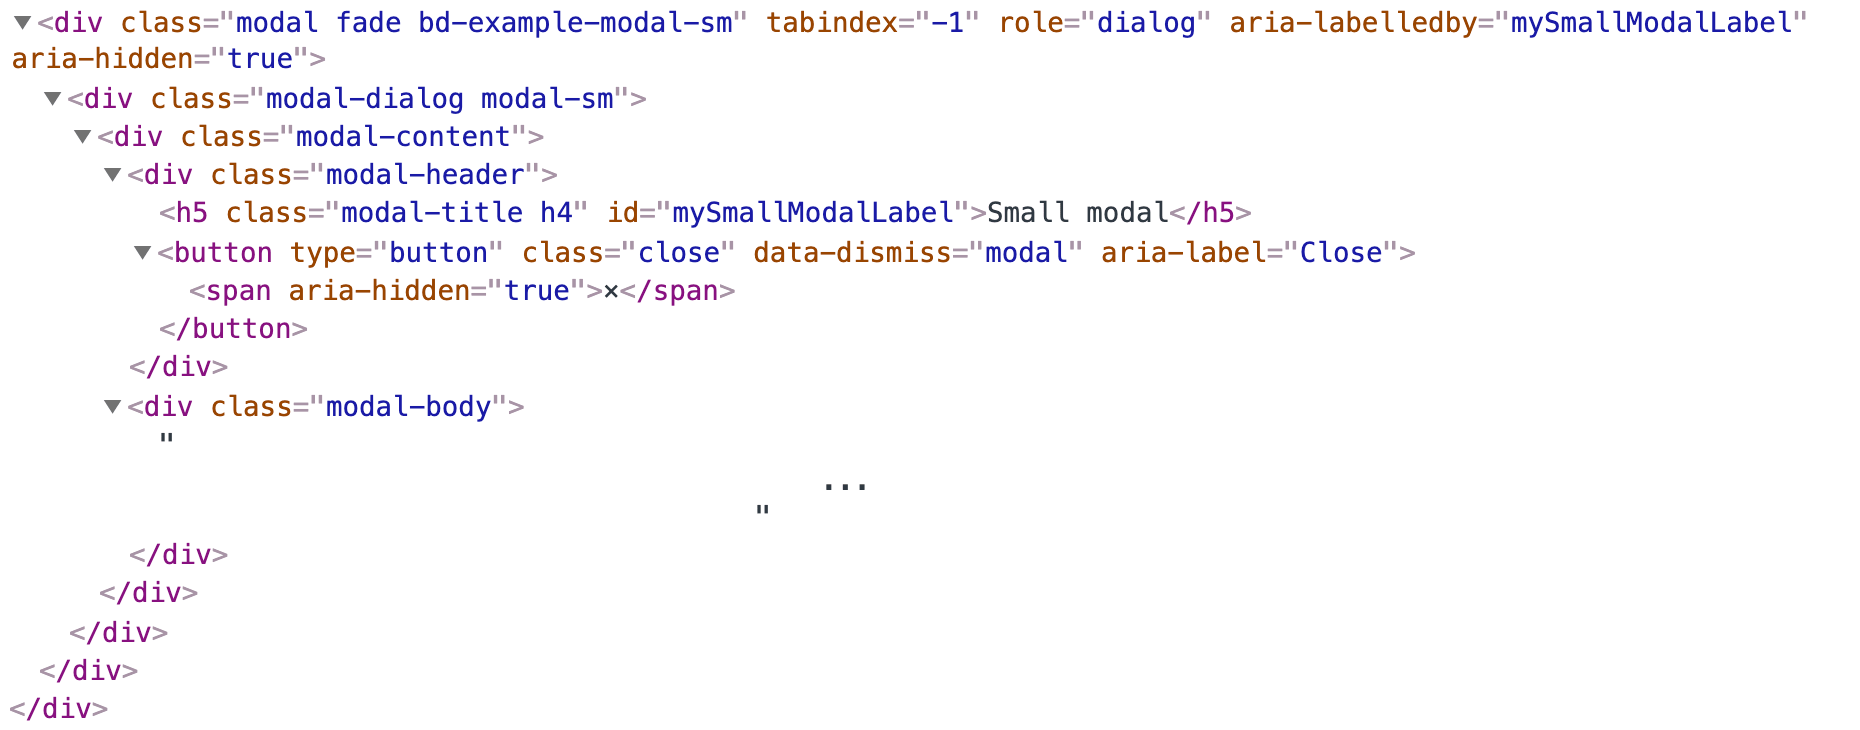 ▼<div class="modal fade bd-example-modal-sm" tabindex="-1" role="dialog" aria-labelledby="mySmallModalLabel"
aria-hidden="true">
▼<div class="modal-dialog modal-sm">
▼<div class="modal-content">
▼<div class="modal-header">
<h5 class="modal-title h4" id="mySmallModalLabel">Small modal</h5>
▼<button type="button" class="close" data-dismiss="modal" aria-label="Close">
<span aria-hidden="true">×</span>
</button>
</div>
▼<div class="modal-body">
"
...
"
</div>
</div>
</div>
</div>
</div>